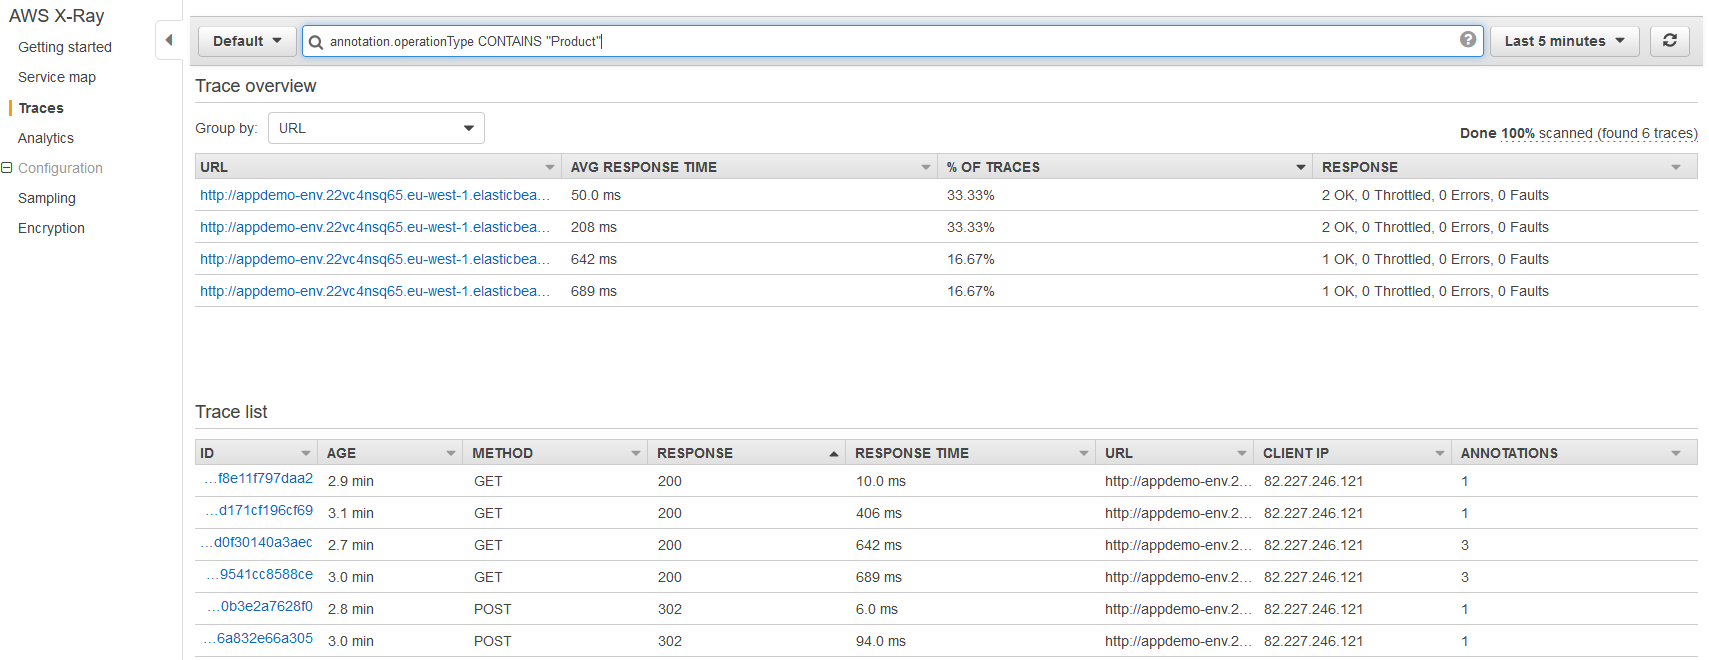 AWS X-Ray
Getting started
Service map
Traces
Analytics
Configuration
Sampling
Encryption
Default
annotation.operationType CONTAINS "Product"
?
Last 5 minutes
Trace overview
Group by: URL
Done 100% scanned (found 6 traces)
URL AVG RESPONSE TIME % OF TRACES RESPONSE
http://appdemo-env.22vc4nsq65.eu-west-1.elasticbea... 50.0 ms 33.33% 2 OK, 0 Throttled, 0 Errors, 0 Faults
http://appdemo-env.22vc4nsq65.eu-west-1.elasticbea... 208 ms 33.33% 2 OK, 0 Throttled, 0 Errors, 0 Faults
http://appdemo-env.22vc4nsq65.eu-west-1.elasticbea... 642 ms 16.67% 1 OK, 0 Throttled, 0 Errors, 0 Faults
http://appdemo-env.22vc4nsq65.eu-west-1.elasticbea... 689 ms 16.67% 1 OK, 0 Throttled, 0 Errors, 0 Faults
Trace list
ID AGE METHOD RESPONSE RESPONSE TIME URL CLIENT IP ANNOTATIONS
...f8e11f797daa2 2.9 min GET 200 10.0 ms http://appdemo-env.2... 82.227.246.121 1
...d171cf196cf69 3.1 min GET 200 406 ms http://appdemo-env.2... 82.227.246.121 1
...d0f30140a3aec 2.7 min GET 200 642 ms http://appdemo-env.2... 82.227.246.121 3
...9541cc8588ce 3.0 min GET 200 689 ms http://appdemo-env.2... 82.227.246.121 3
...0b3e2a7628f0 2.8 min POST 302 6.0 ms http://appdemo-env.2... 82.227.246.121 1
...6a832e66a305 3.0 min POST 302 94.0 ms http://appdemo-env.2... 82.227.246.121 1